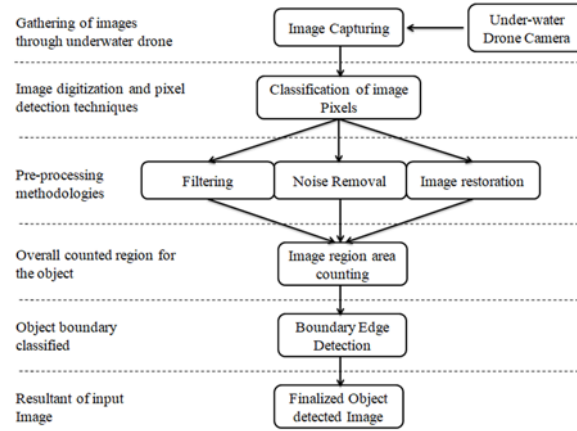 Gathering of images
through underwater drone
Image Capturing
Under-water
Drone Camera
Image digitization and pixel
detection techniques
Classification of image
Pixels
Pre-processing
methodologies
Filtering
Noise Removal
Image restoration
Overall counted region for
the object
Image region area
counting
Object boundary
classified
Boundary Edge
Detection
Resultant of input
Image
Finalized Object
detected Image